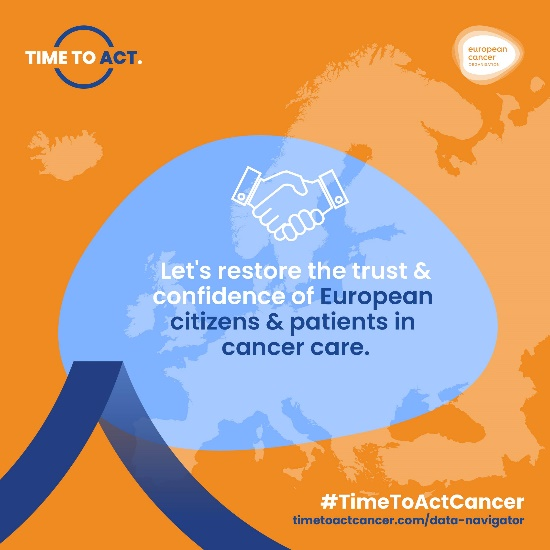 TIME TO ACT.
european
cancer
ORGANISATION
Let's restore the trust &
confidence of European
citizens & patients in
cancer care.
#TimeToActCancer
timetoactcancer.com/data-navigator